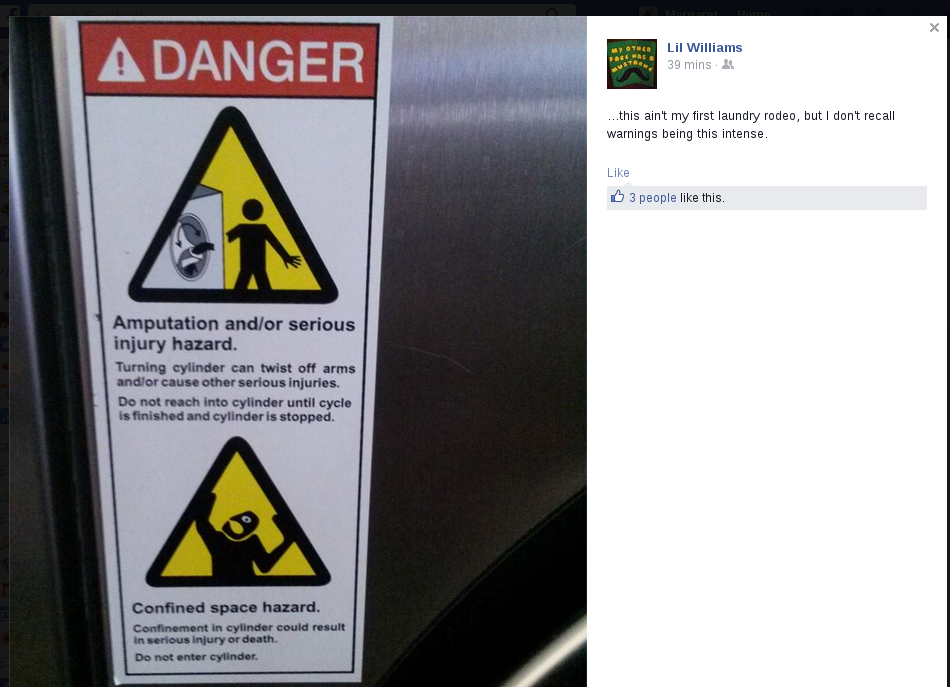 DANGER
Amputation and/or serious
injury hazard.
Turning cylinder can twist off arms
and/or cause other serious injuries.
Do not reach into cylinder until cycle
is finished and cylinder is stopped.
Confined space hazard.
Confinement in cylinder could result
in serious injury or death.
Do not enter cylinder.
Margaret
Home
MY OTHER
FACE HAS A
MUSTACHE
Lil Williams
39 mins ·
...this ain't my first laundry rodeo, but I don't recall
warnings being this intense.
Like
3 people like this.